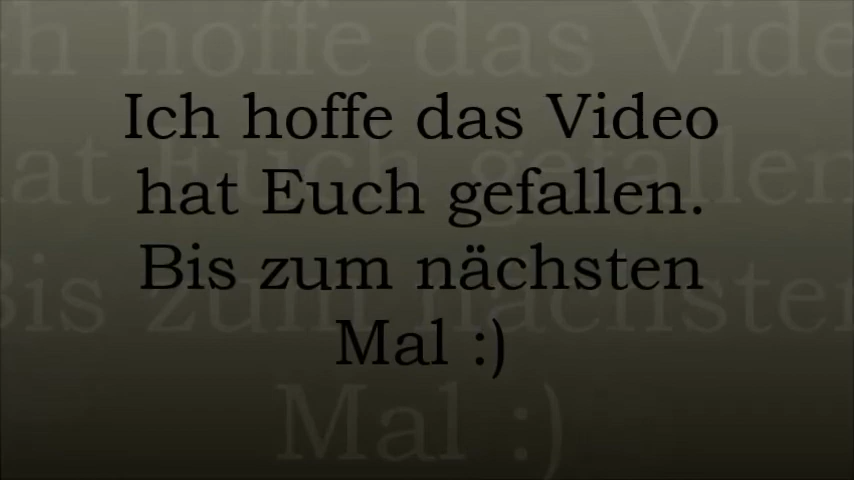 Ich hoffe das Video
hat Euch gefallen.
Bis zum nächsten
Mal :)